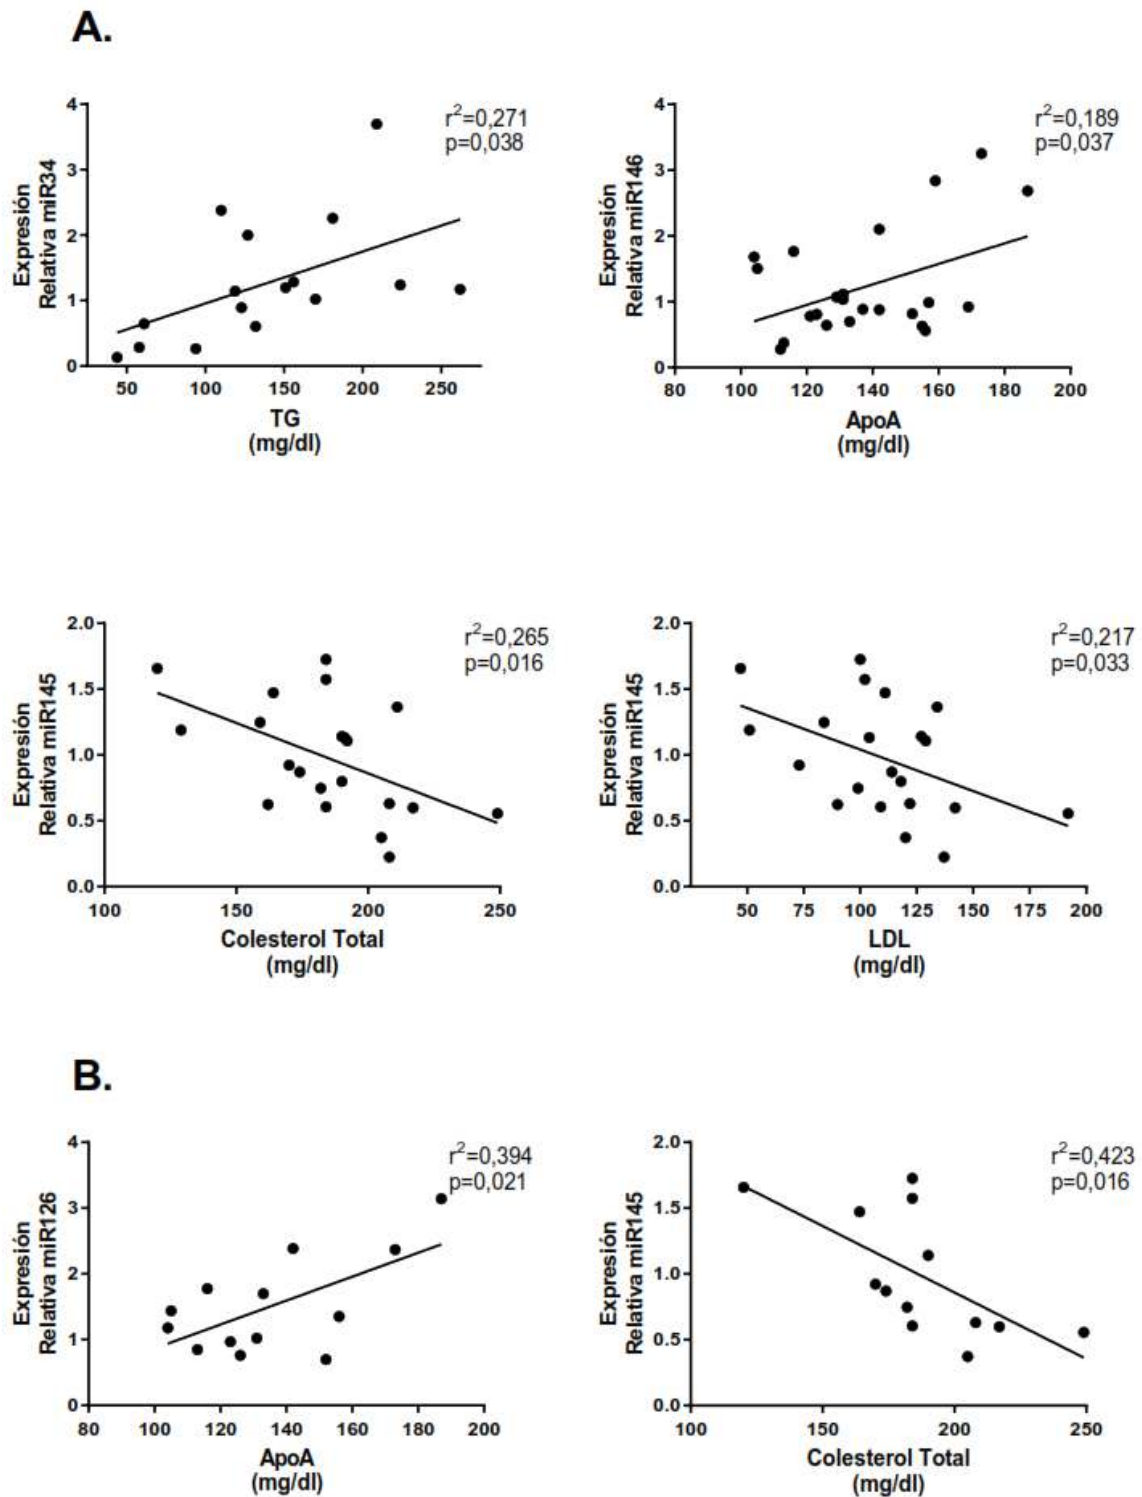 A.
r²=0,271
p=0,038
Expresión
Relativa miR34
4
3
2
1
0
50 100 150 200 250
TG
(mg/dl)
r²=0,189
p=0,037
Expresión
Relativa miR146
4
3
2
1
0
80 100 120 140 160 180 200
ApoA
(mg/dl)
r²=0,265
p=0,016
Expresión
Relativa miR145
2.0
1.5
1.0
0.5
0.0
100 150 200 250
Colesterol Total
(mg/dl)
r²=0,217
p=0,033
Expresión
Relativa miR145
2.0
1.5
1.0
0.5
0.0
50 75 100 125 150 175 200
LDL
(mg/dl)
B.
r²=0,394
p=0,021
Expresión
Relativa miR126
4
3
2
1
0
80 100 120 140 160 180 200
ApoA
(mg/dl)
r²=0,423
p=0,016
Expresión
Relativa miR145
2.0
1.5
1.0
0.5
0.0
100 150 200 250
Colesterol Total
(mg/dl)